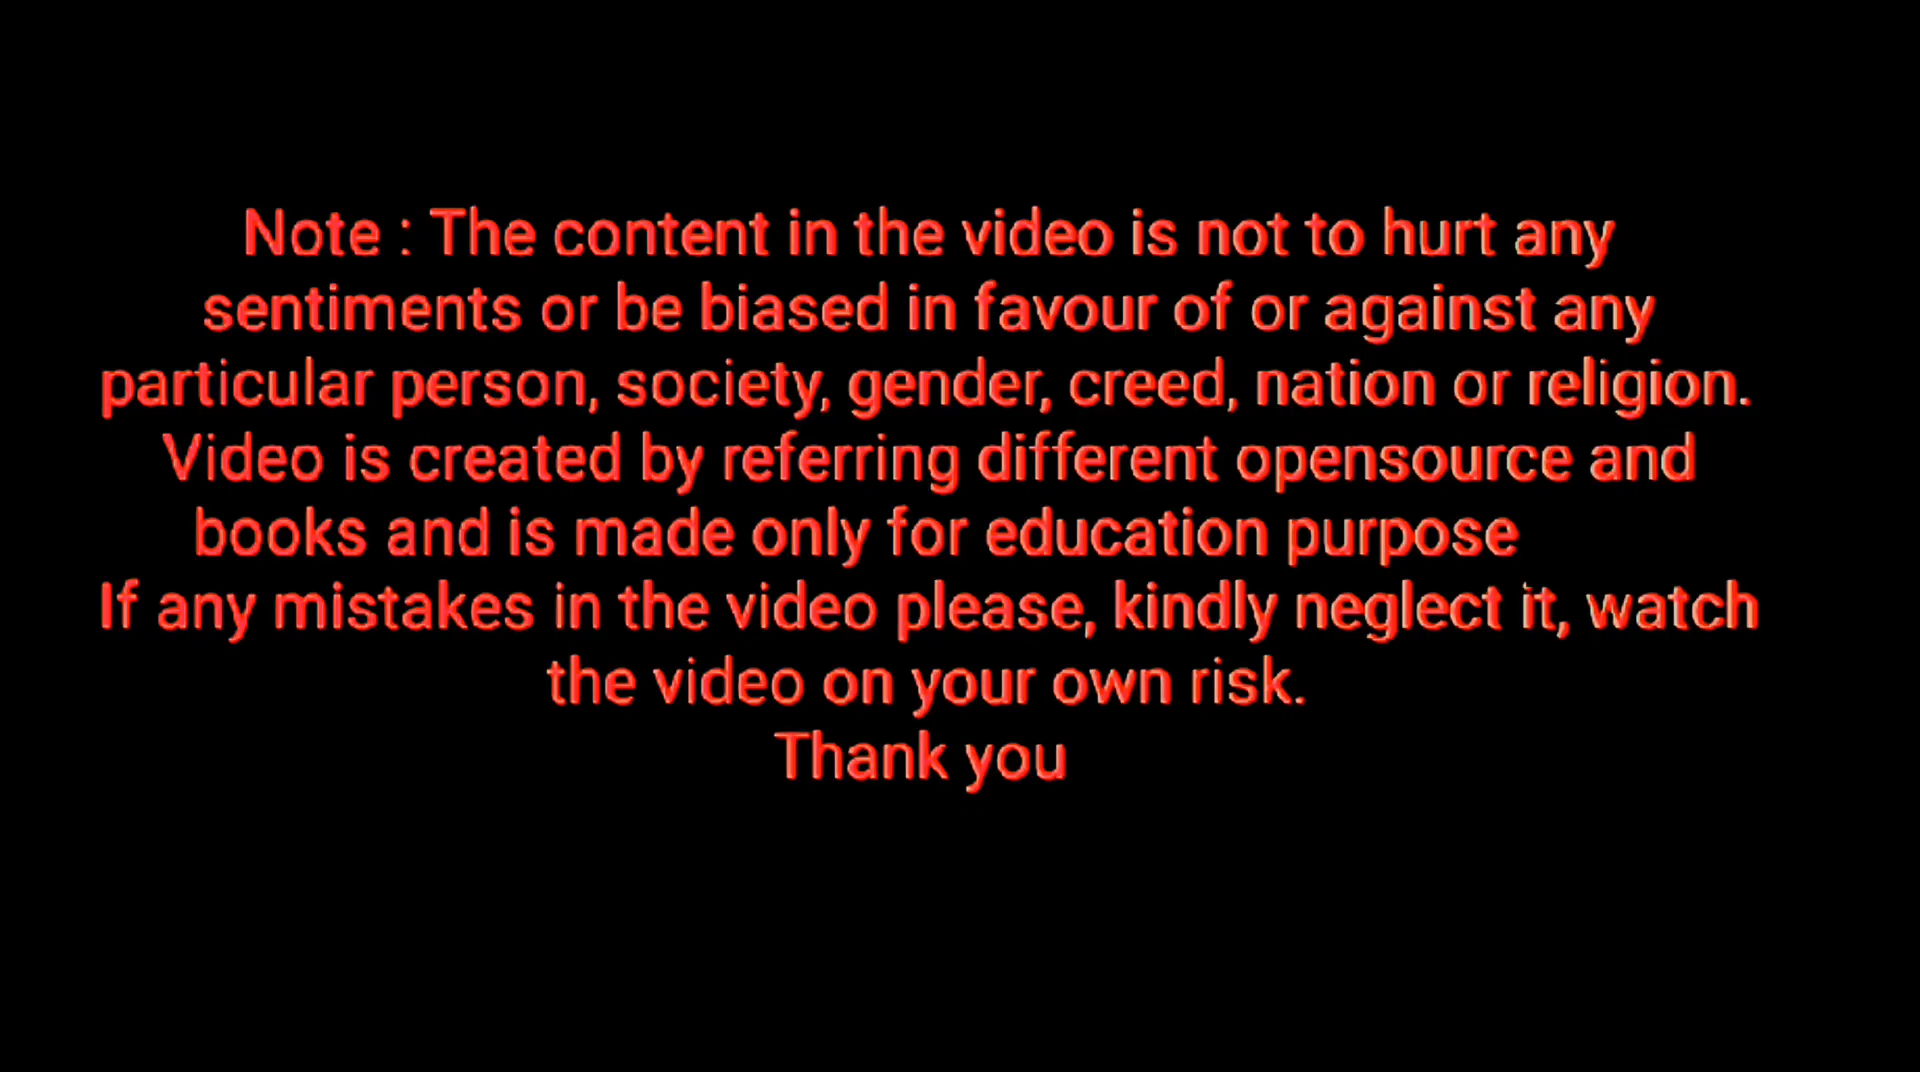 Note : The content in the video is not to hurt any
sentiments or be biased in favour of or against any
particular person, society, gender, creed, nation or religion.
Video is created by referring different opensource and
books and is made only for education purpose
If any mistakes in the video please, kindly neglect it, watch
the video on your own risk.
Thank you